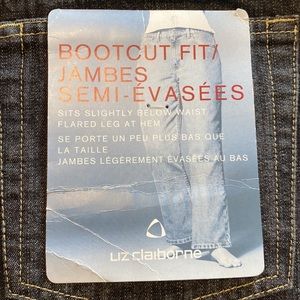 BOOTCUT FIT/
JAMBES
SEMI-ÉVASÉES
SITS SLIGHTLY BELOW WAIST
FLARED LEG AT HEM
SE PORTE UN PEU PLUS BAS QUE
LA TAILLE
JAMBES LÉGÈREMENT ÉVASÉES AU BAS
LIZ CLAIBORNE